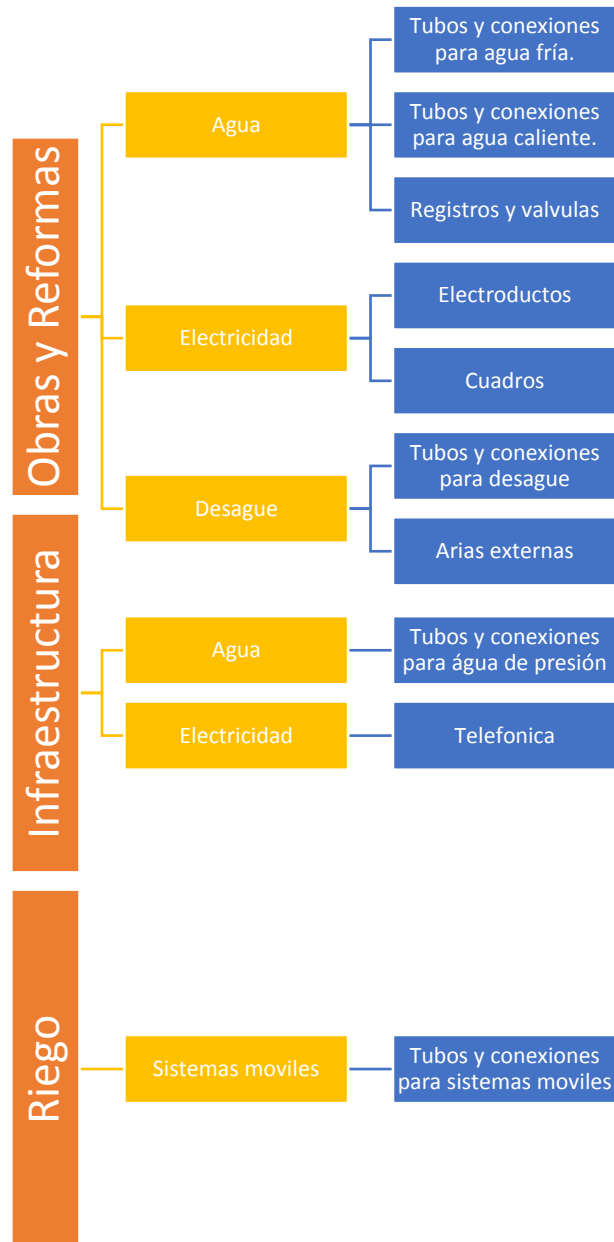 Obras y Reformas
Agua
Tubos y conexiones
para agua fría.
Tubos y conexiones
para agua caliente.
Registros y valvulas
Electricidad
Electroductos
Cuadros
Desague
Tubos y conexiones
para desague
Arias externas
Infraestructura
Agua
Tubos y conexiones
para água de presión
Electricidad
Telefonica
Riego
Sistemas moviles
Tubos y conexiones
para sistemas moviles